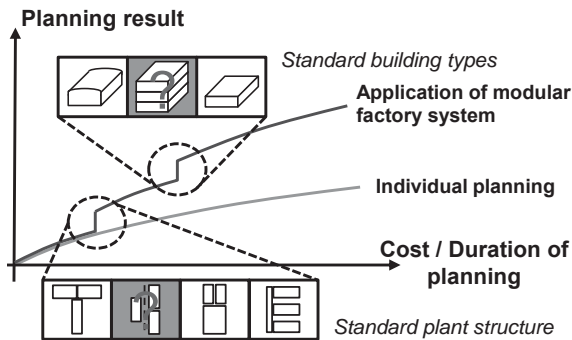 Planning result
Standard building types
?
Application of modular
factory system
Individual planning
Cost / Duration of
planning
?
Standard plant structure